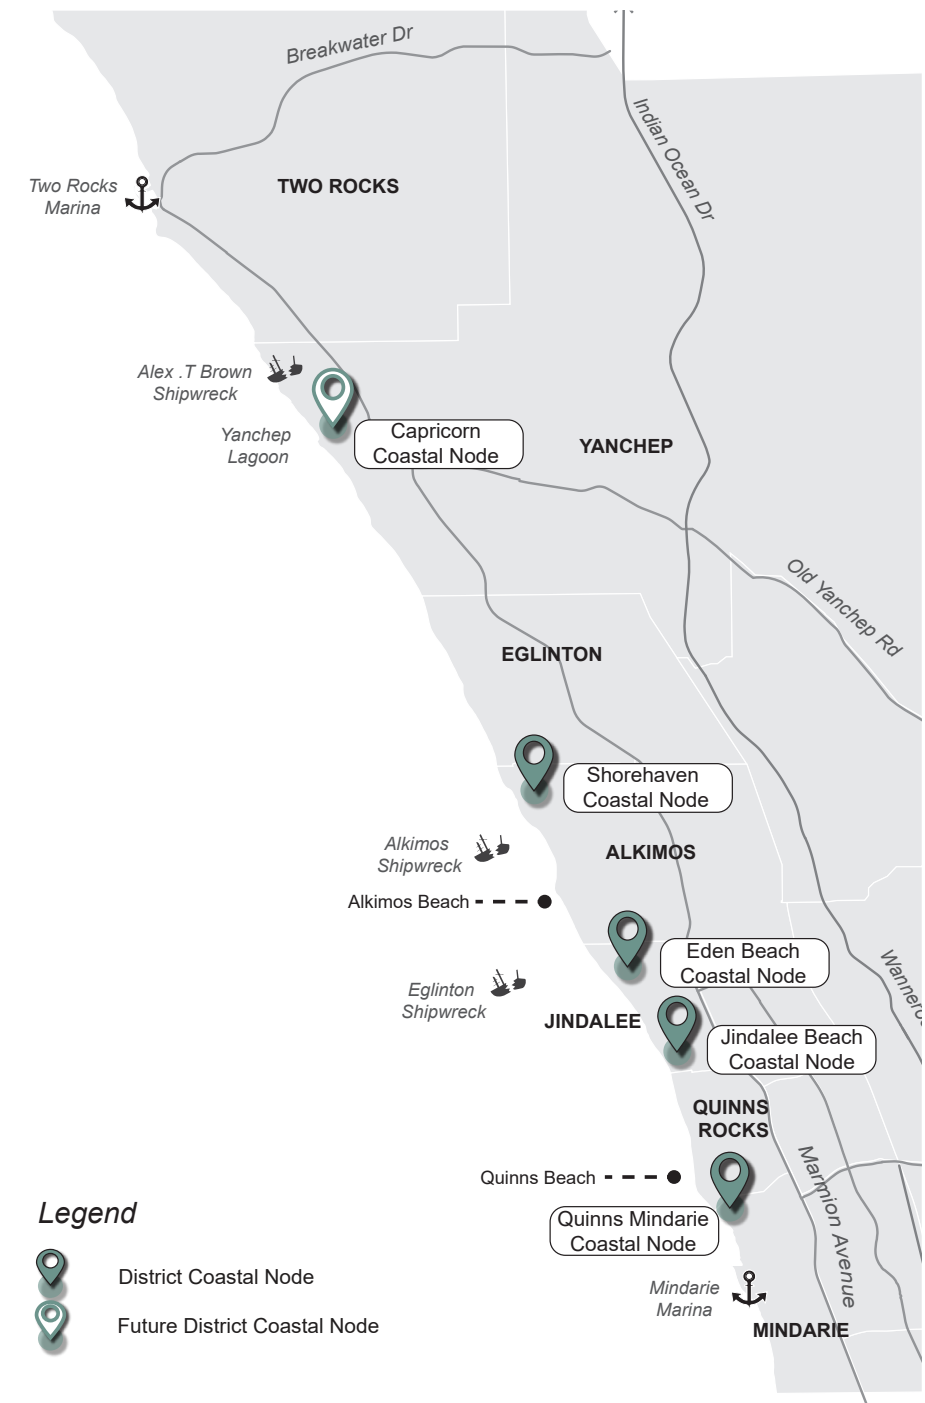 Breakwater Dr
Indian Ocean Dr
TWO ROCKS
Two Rocks
Marina
Alex .T Brown
Shipwreck
Yanchep
Lagoon
Capricorn
Coastal Node
YANCHEP
Old Yanchep Rd
EGLINTON
Shorehaven
Coastal Node
Alkimos
Shipwreck
ALKIMOS
Alkimos Beach
Eden Beach
Coastal Node
Wannero
Eglinton
Shipwreck
JINDALEE
Jindalee Beach
Coastal Node
QUINNS
ROCKS
Marmion Avenue
Quinns Beach
Quinns Mindarie
Coastal Node
Mindarie
Marina
MINDARIE
Legend
District Coastal Node
Future District Coastal Node